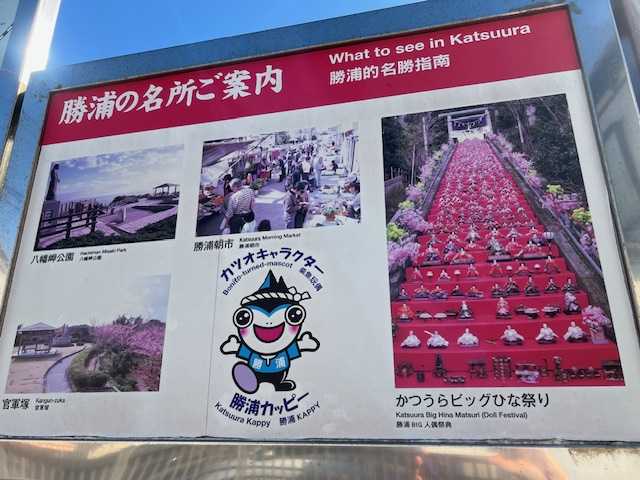 勝浦の名所ご案内
What to see in Katsuura
勝浦的名勝指南
八幡岬公園
Hachiman Misaki Park
八幡岬公園
勝浦朝市
Katsuura Morning Market
勝浦朝市
官軍塚
Kangun-zuka
官軍塚
カツオキャラクター
Bonito-turned-mascot
勝浦
勝浦カッピー
Katsuura Kappy
勝浦 KAPPY
かつうらビッグひな祭り
Katsuura Big Hina Matsuri (Doll Festival)
勝浦 BIG 人偶祭典